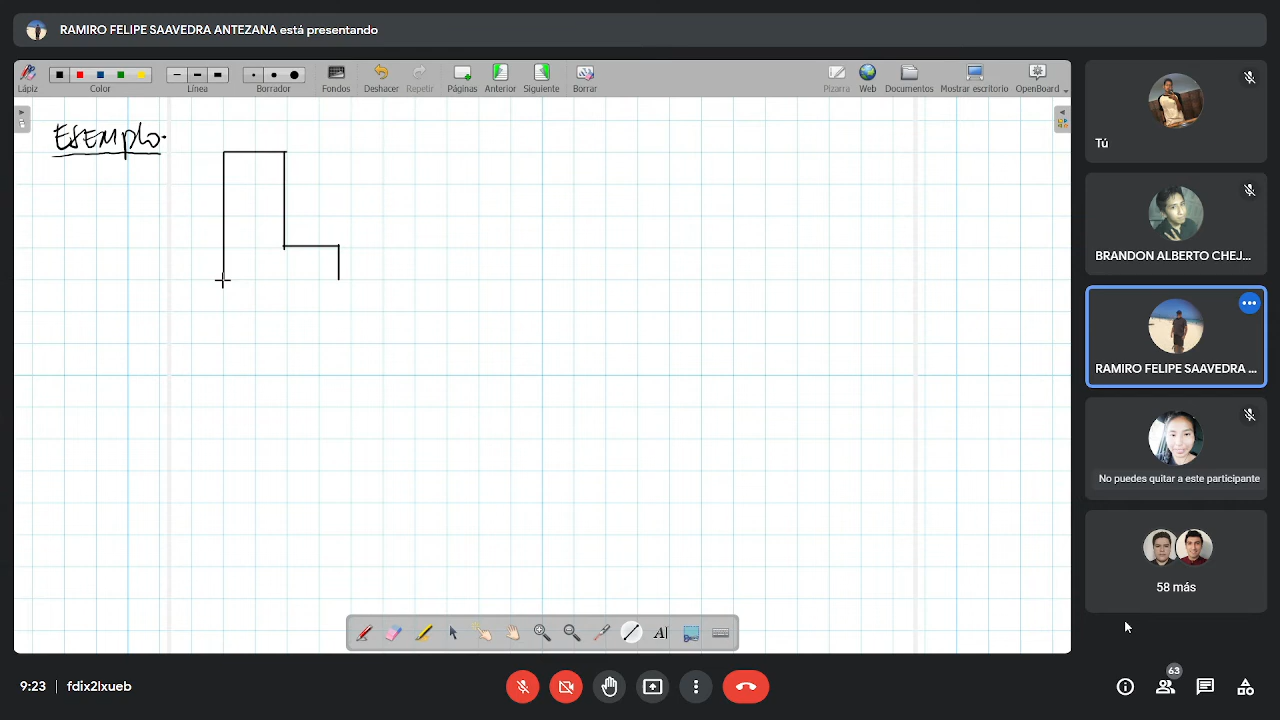 RAMIRO FELIPE SAAVEDRA ANTEZANA está presentando
Lápiz Color Línea Borrador Fondos Deshacer Repetir Páginas Anterior Siguiente Borrar Pizarra Web Documentos Mostrar escritorio OpenBoard
EJEMPLO.
Tú
BRANDON ALBERTO CHEJ...
RAMIRO FELIPE SAAVEDRA ...
No puedes quitar a este participante
58 más
A
9:23 | fdix2lxueb
63